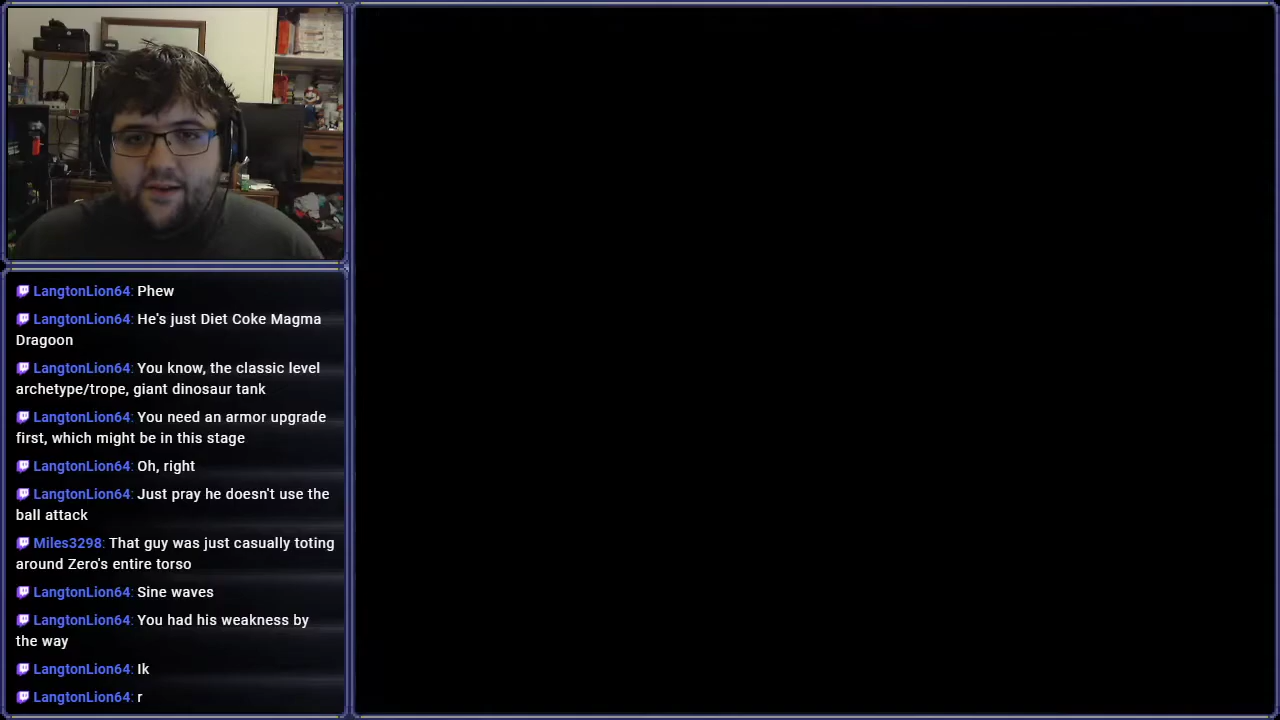 LangtonLion64: Phew
LangtonLion64: He's just Diet Coke Magma
Dragoon
LangtonLion64: You know, the classic level
archetype/trope, giant dinosaur tank
LangtonLion64: You need an armor upgrade
first, which might be in this stage
LangtonLion64: Oh, right
LangtonLion64: Just pray he doesn't use the
ball attack
Miles3298: That guy was just casually toting
around Zero's entire torso
LangtonLion64: Sine waves
LangtonLion64: You had his weakness by
the way
LangtonLion64: Ik
LangtonLion64: r